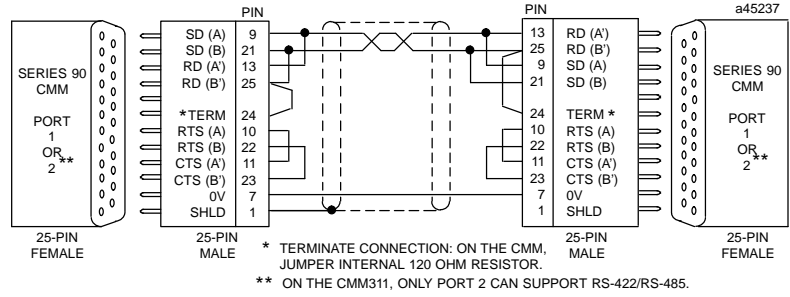 PIN
PIN
a45237
SERIES 90
CMM
PORT
1
OR
2 **
25-PIN
FEMALE
SD (A) 9
SD (B) 21
RD (A') 13
RD (B') 25
* TERM 24
RTS (A) 10
RTS (B) 22
CTS (A') 11
CTS (B') 23
0V 7
SHLD 1
25-PIN
MALE
13 RD (A')
25 RD (B')
9 SD (A)
21 SD (B)
24 TERM *
10 RTS (A)
22 RTS (B)
11 CTS (A')
23 CTS (B')
7 0V
1 SHLD
25-PIN
MALE
SERIES 90
CMM
PORT
1
OR
2 **
25-PIN
FEMALE
* TERMINATE CONNECTION: ON THE CMM,
JUMPER INTERNAL 120 OHM RESISTOR.
** ON THE CMM311, ONLY PORT 2 CAN SUPPORT RS-422/RS-485.